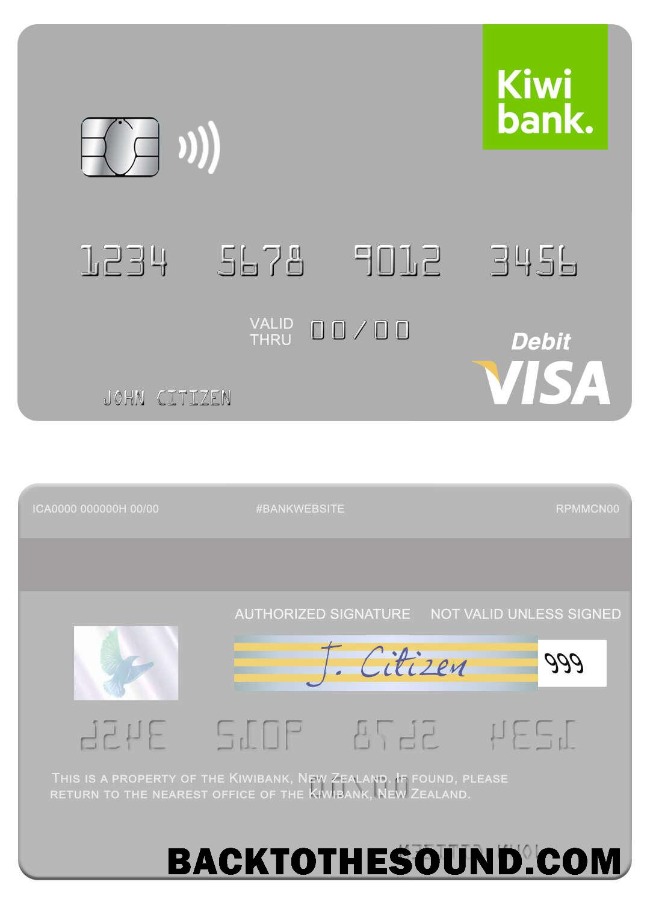 Kiwi
bank.
1234 5678 9012 3456
VALID
THRU 00/00
Debit
VISA
JOHN CITIZEN
ICA0000 000000H 00/00 #BANKWEBSITE RPMMCN00
AUTHORIZED SIGNATURE NOT VALID UNLESS SIGNED
J. Citizen 999
THIS IS A PROPERTY OF THE KIWIBANK, NEW ZEALAND. IF FOUND, PLEASE
RETURN TO THE NEAREST OFFICE OF THE KIWIBANK, NEW ZEALAND.
BACKTOTHESOUND.COM